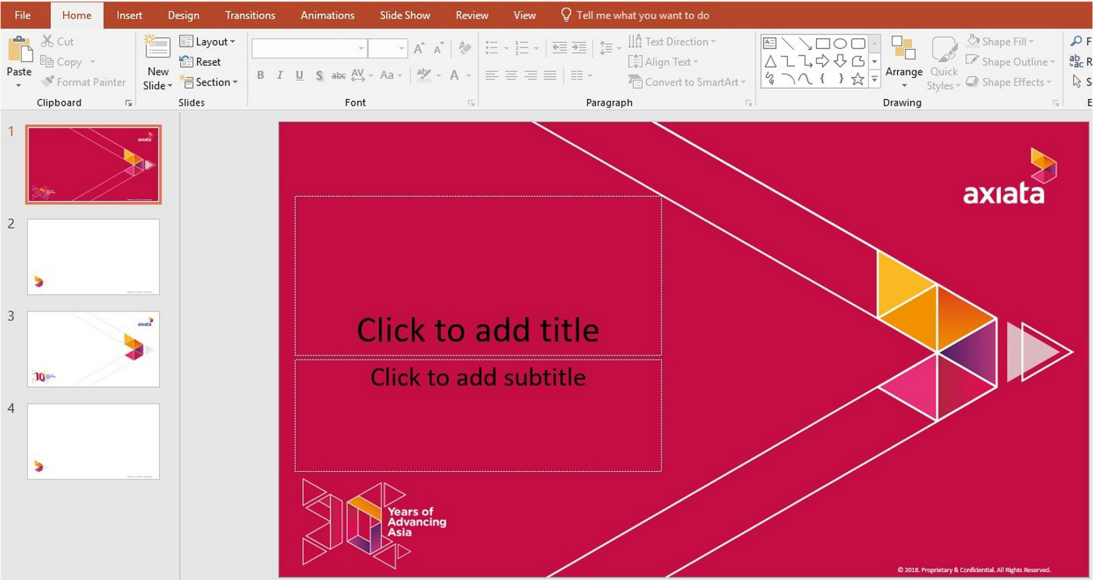 File Home Insert Design Transitions Animations Slide Show Review View Tell me what you want to do
Paste
Cut
Copy
Format Painter
Clipboard
New
Slide
Layout
Reset
Section
Slides
B I U S abc AV Aa A
Font
Text Direction
Align Text
Convert to SmartArt
Paragraph
Arrange
Quick
Styles
Shape Fill
Shape Outline
Shape Effects
Drawing
1
2
3
4
axiata
Click to add title
Click to add subtitle
Years of
Advancing
Asia
© 2018. Proprietary & Confidential. All Rights Reserved.